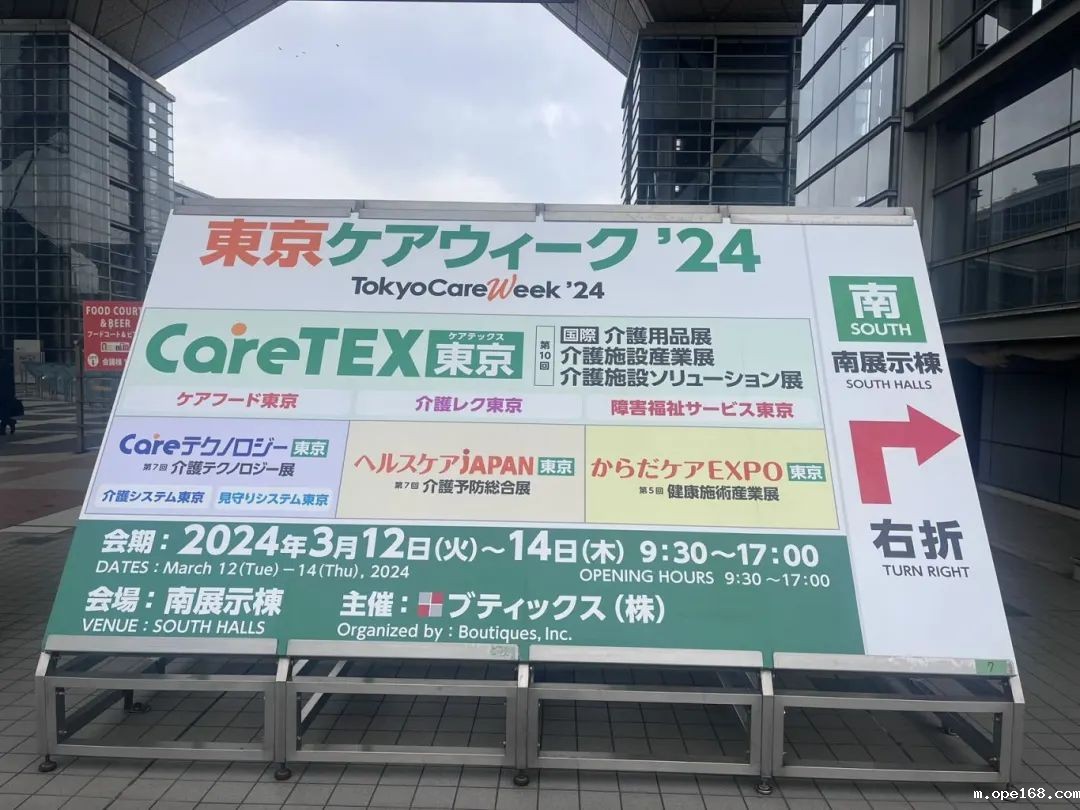 東京ケアウィーク'24
TokyoCareWeek'24
CareTEX東京
ケアテックス
第10回
国際 介護用品展
介護施設産業展
介護施設ソリューション展
ケアフード東京
介護レク東京
障害福祉サービス東京
Careテクノロジー東京
第7回 介護テクノロジー展
介護システム東京
見守りシステム東京
ヘルスケアJAPAN東京
第7回 介護予防総合展
からだケアEXPO東京
第5回 健康施術産業展
会期：2024年3月12日(火)～14日(木) 9:30～17:00
DATES : March 12(Tue) – 14(Thu), 2024
OPENING HOURS 9:30～17:00
会場：南展示棟
VENUE : SOUTH HALLS
主催：ブティックス（株）
Organized by : Boutiques, Inc.
南
SOUTH
南展示棟
SOUTH HALLS
右折
TURN RIGHT
7
FOOD COURT
& BEER
m.ope168.com